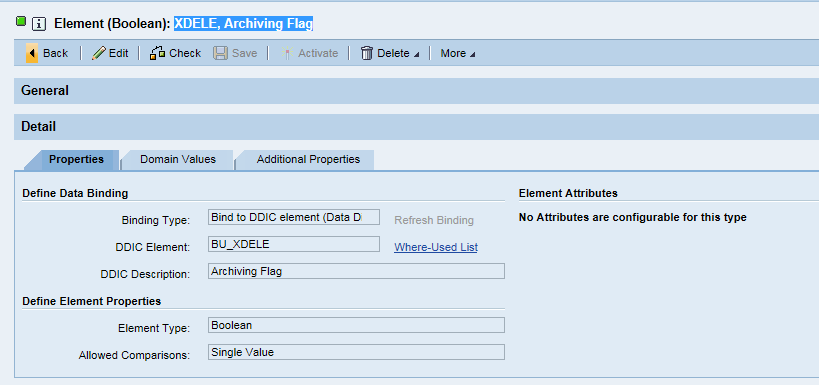 Element (Boolean): XDELE, Archiving Flag
Back Edit Check Save Activate Delete More
General
Detail
Properties Domain Values Additional Properties
Define Data Binding
Element Attributes
Binding Type: Bind to DDIC element (Data D Refresh Binding
No Attributes are configurable for this type
DDIC Element: BU_XDELE Where-Used List
DDIC Description: Archiving Flag
Define Element Properties
Element Type: Boolean
Allowed Comparisons: Single Value